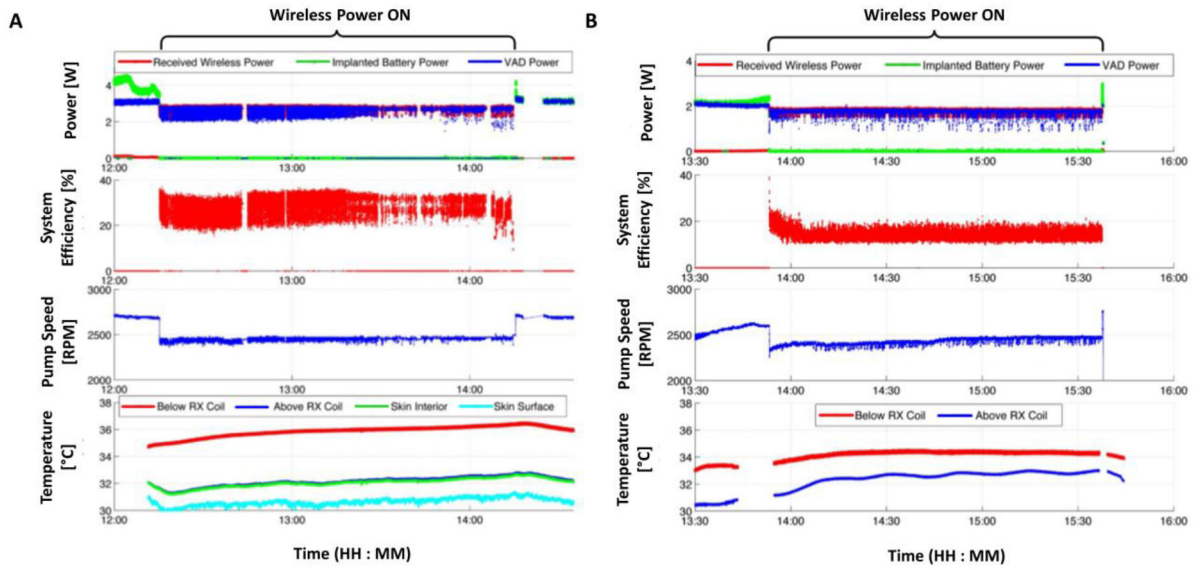 A
Wireless Power ON
Received Wireless Power Implanted Battery Power VAD Power
Power [W]
4
2
0
12:00 13:00 14:00
System
Efficiency [%]
40
20
0
12:00 13:00 14:00
Pump Speed
[RPM]
3000
2500
2000
12:00 13:00 14:00
Below RX Coil Above RX Coil Skin Interior Skin Surface
Temperature
[°C]
38
36
34
32
30
12:00 13:00 14:00
Time (HH : MM)
B
Wireless Power ON
Received Wireless Power Implanted Battery Power VAD Power
Power [W]
4
2
0
13:30 14:00 14:30 15:00 15:30 16:00
System
Efficiency [%]
40
20
0
13:30 14:00 14:30 15:00 15:30 16:00
Pump Speed
[RPM]
3000
2500
2000
13:30 14:00 14:30 15:00 15:30 16:00
Below RX Coil Above RX Coil
Temperature
[°C]
38
36
34
32
30
13:30 14:00 14:30 15:00 15:30 16:00
Time (HH : MM)